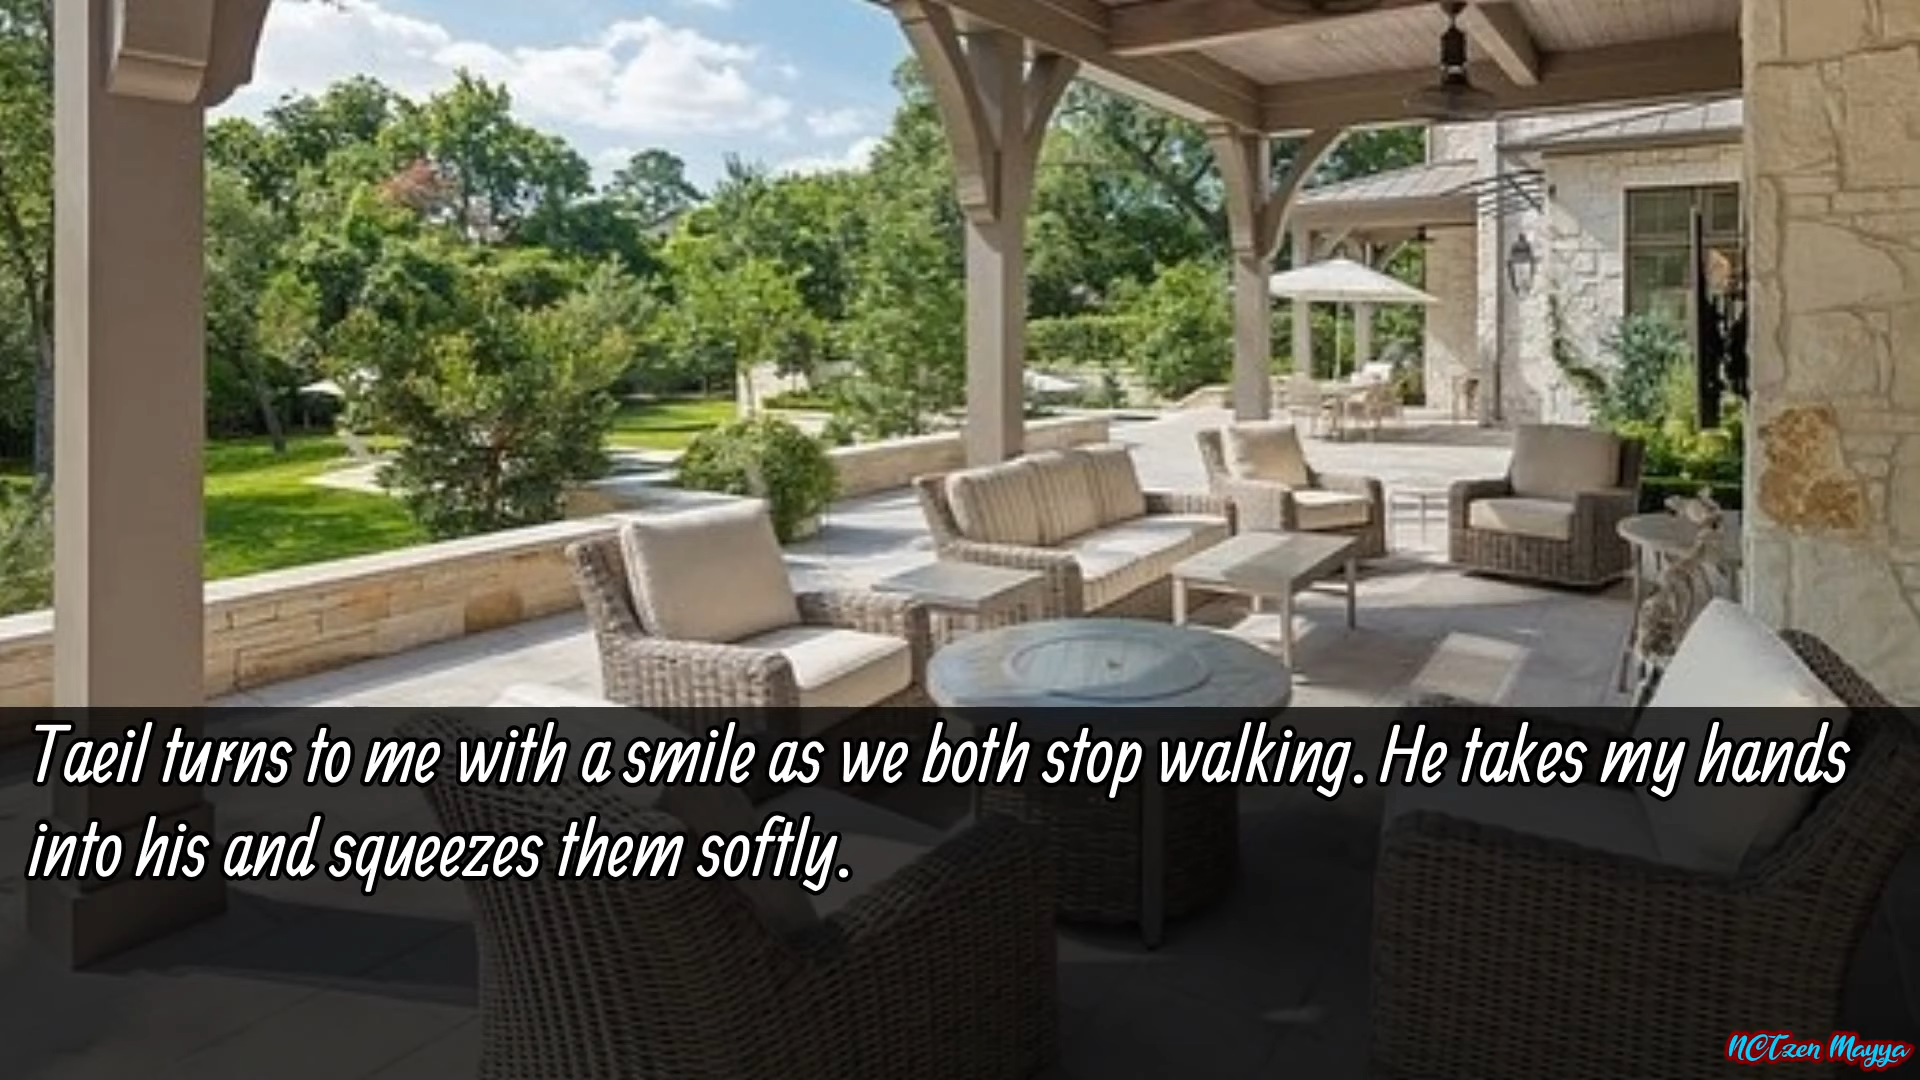 Taeil turns to me with a smile as we both stop walking. He takes my hands
into his and squeezes them softly.
NCTzen Mayya